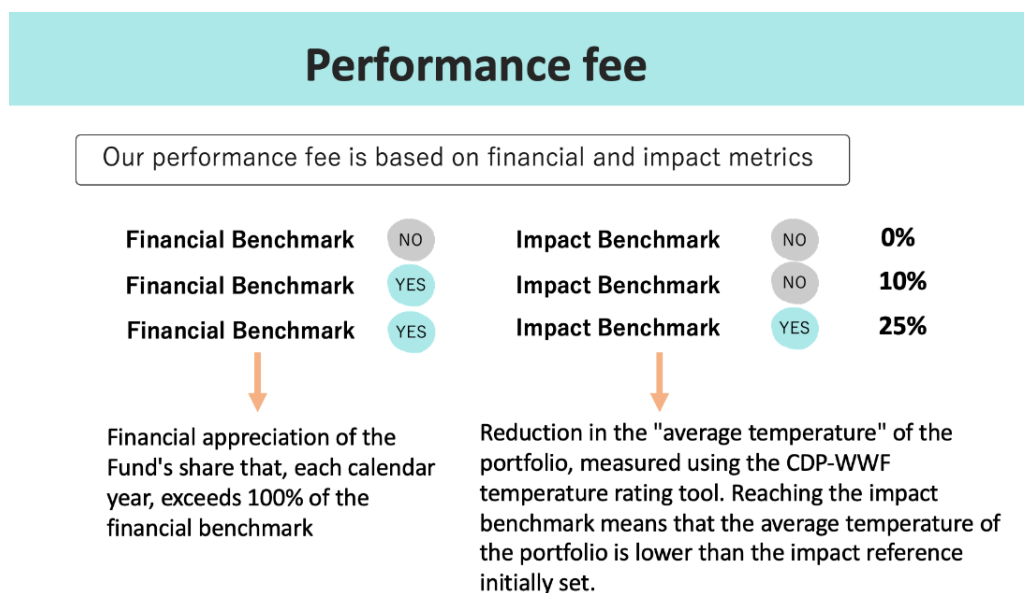 Performance fee
Our performance fee is based on financial and impact metrics
Financial Benchmark NO Impact Benchmark NO 0%
Financial Benchmark YES Impact Benchmark NO 10%
Financial Benchmark YES Impact Benchmark YES 25%
Financial appreciation of the
Fund's share that, each calendar
year, exceeds 100% of the
financial benchmark
Reduction in the "average temperature" of the
portfolio, measured using the CDP-WWF
temperature rating tool. Reaching the impact
benchmark means that the average temperature of
the portfolio is lower than the impact reference
initially set.